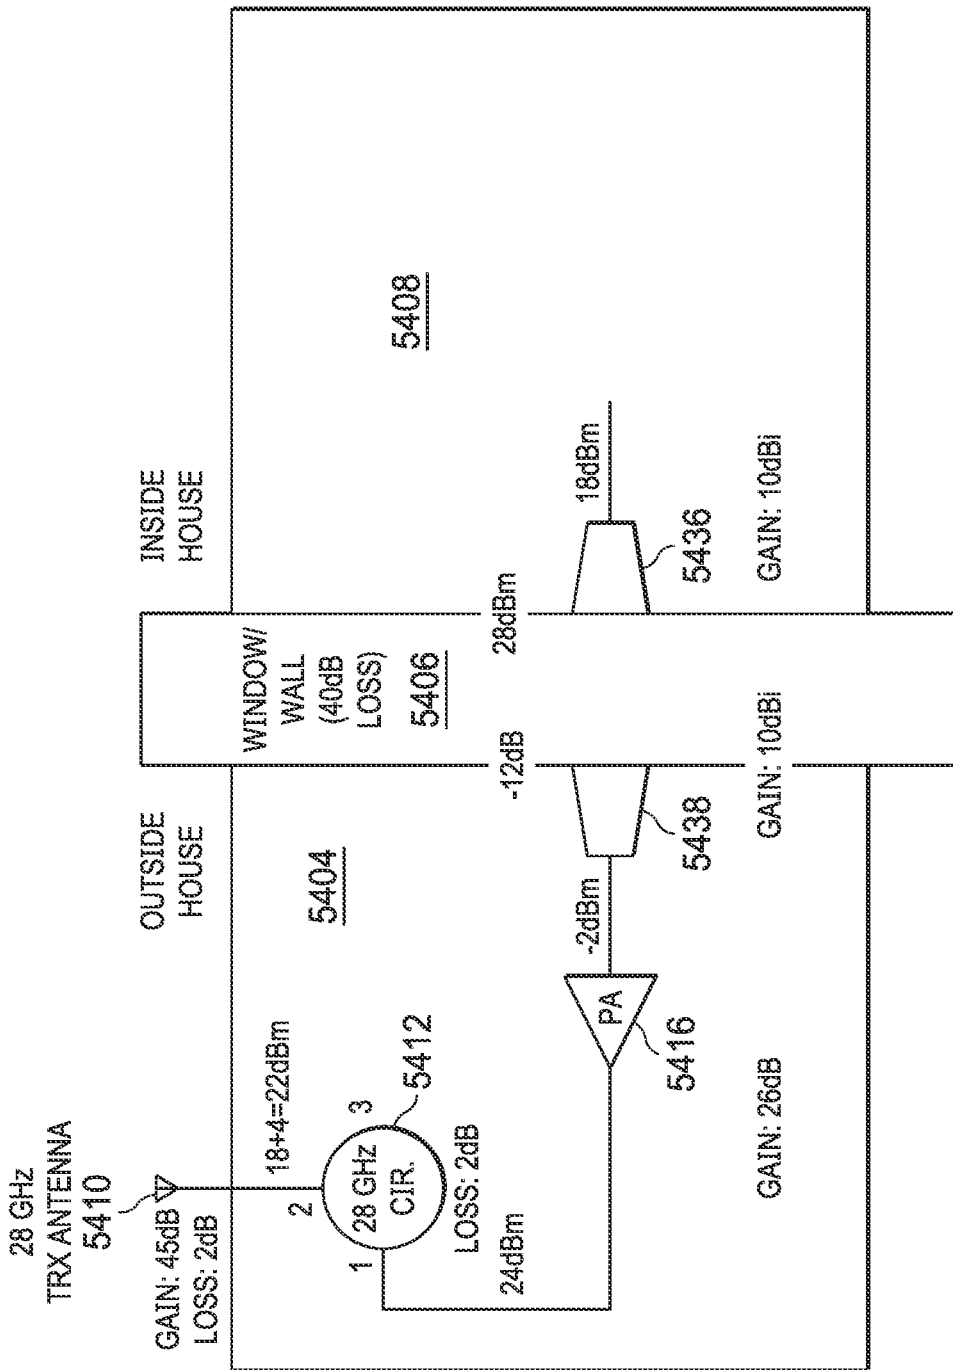 28 GHz
TRX ANTENNA
5410
GAIN: 45dB
LOSS: 2dB
OUTSIDE
HOUSE
INSIDE
HOUSE
18+4=22dBm
2
1
3
28 GHz
CIR.
5412
LOSS: 2dB
24dBm
5404
WINDOW/
WALL
(40dB
LOSS)
5406
5408
-12dB
28dBm
PA
5416
-2dBm
5438
5436
18dBm
GAIN: 26dB
GAIN: 10dBi
GAIN: 10dBi